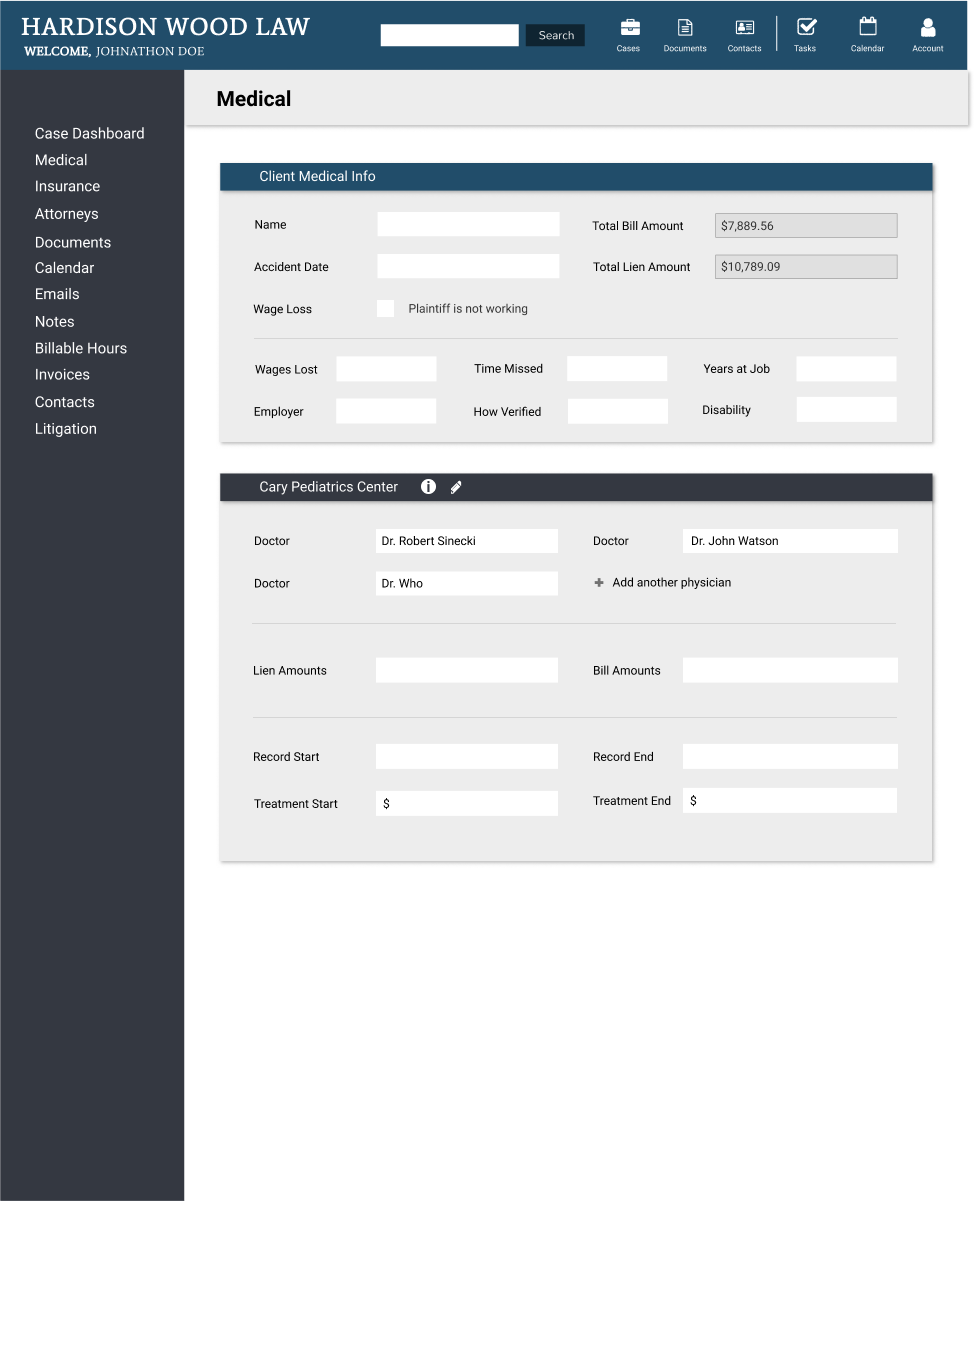 HARDISON WOOD LAW
WELCOME, JOHNATHON DOE
Search
Cases
Documents
Contacts
Tasks
Calendar
Account
Medical
Case Dashboard
Medical
Insurance
Attorneys
Documents
Calendar
Emails
Notes
Billable Hours
Invoices
Contacts
Litigation
Client Medical Info
Name
Total Bill Amount $7,889.56
Accident Date
Total Lien Amount $10,789.09
Wage Loss Plaintiff is not working
Wages Lost
Time Missed
Years at Job
Employer
How Verified
Disability
Cary Pediatrics Center
Doctor Dr. Robert Sinecki
Doctor Dr. John Watson
Doctor Dr. Who
Add another physician
Lien Amounts
Bill Amounts
Record Start
Record End
Treatment Start $
Treatment End $